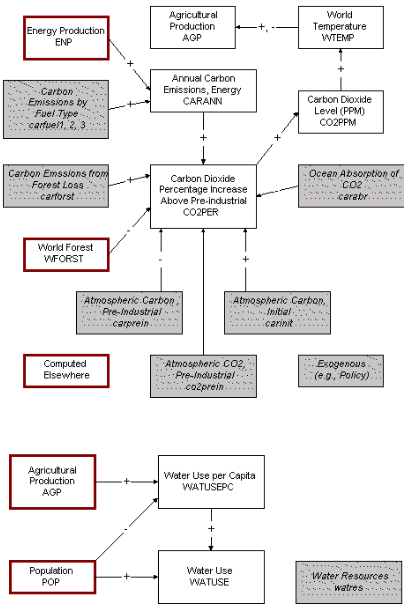 Energy Production
ENP
Agricultural
Production
AGP
+, -
World
Temperature
WTEMP
+
+
Carbon
Emissions by
Fuel Type
carfuel1, 2, 3
+
Annual Carbon
Emissions, Energy
CARANN
Carbon Dioxide
Level (PPM)
CO2PPM
+
+
Carbon Emssions from
Forest Loss
carforst
+
Carbon Dioxide
Percentage Increase
Above Pre-industrial
CO2PER
-
Ocean Absorption of
CO2
carabr
World Forest
WFORST
-
-
+
+
Atmospheric Carbon,
Pre-Industrial
carprein
Atmospheric Carbon,
Initial
carinit
Computed
Elsewhere
Atmospheric CO2,
Pre-Industrial
co2prein
Exogenous
(e.g., Policy)
Agricultural
Production
AGP
+
Water Use per Capita
WATUSEPC
-
+
Population
POP
+
Water Use
WATUSE
Water Resources
watres